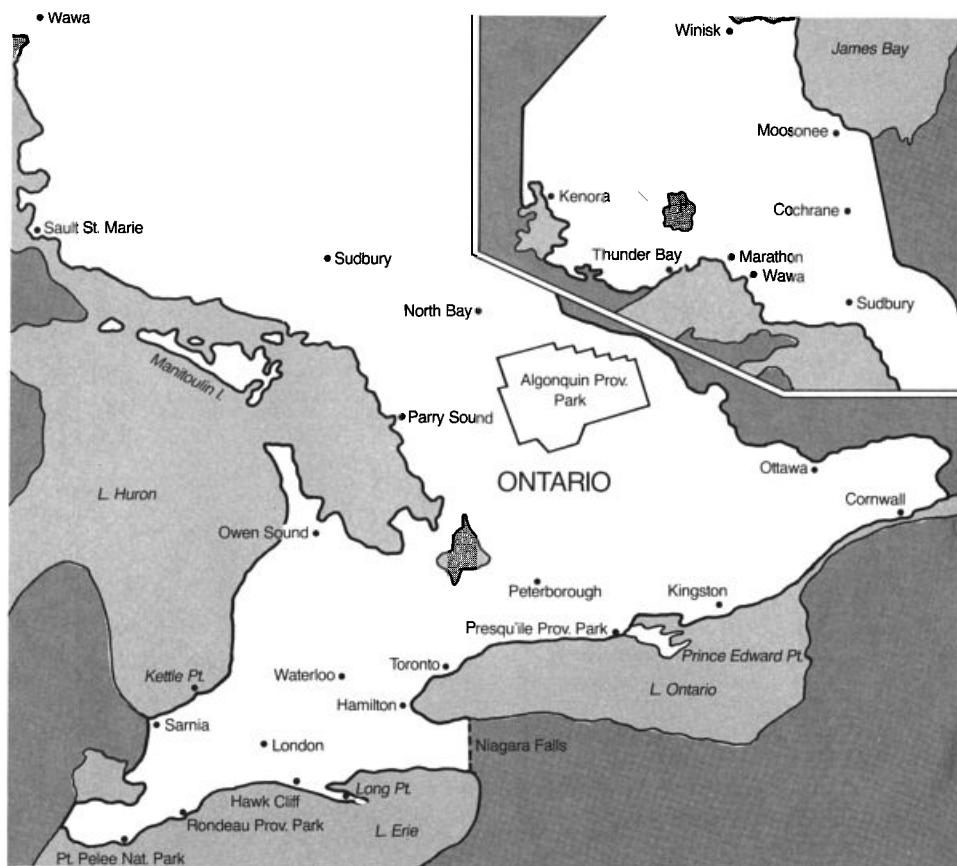 Wawa
Winisk
James Bay
Moosonee
Kenora
Cochrane
Sault St. Marie
Sudbury
Thunder Bay
Marathon
Wawa
Sudbury
North Bay
Manitoulin I.
Algonquin Prov.
Park
Parry Sound
ONTARIO
Ottawa
L. Huron
Cornwall
Owen Sound
Peterborough
Kingston
Presqu'ile Prov. Park
Prince Edward Pt.
Kettle Pt.
Waterloo
Toronto
L. Ontario
Hamilton
Sarnia
London
Niagara Falls
Long Pt.
Hawk Cliff
Rondeau Prov. Park
L. Erie
Pt. Pelee Nat. Park